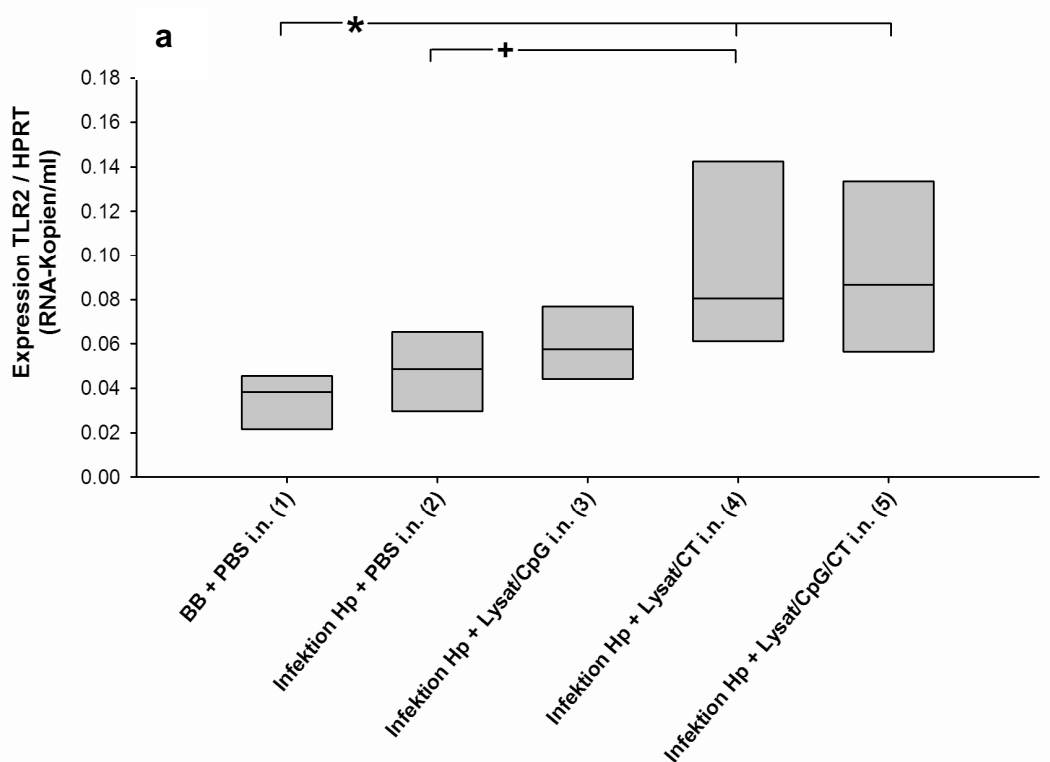 a
*
+
Expression TLR2 / HPRT
(RNA-Kopien/ml)
0.18
0.16
0.14
0.12
0.10
0.08
0.06
0.04
0.02
0.00
BB + PBS i.n. (1)
Infektion Hp + PBS i.n. (2)
Infektion Hp + Lysat/CpG i.n. (3)
Infektion Hp + Lysat/CT i.n. (4)
Infektion Hp + Lysat/CpG/CT i.n. (5)